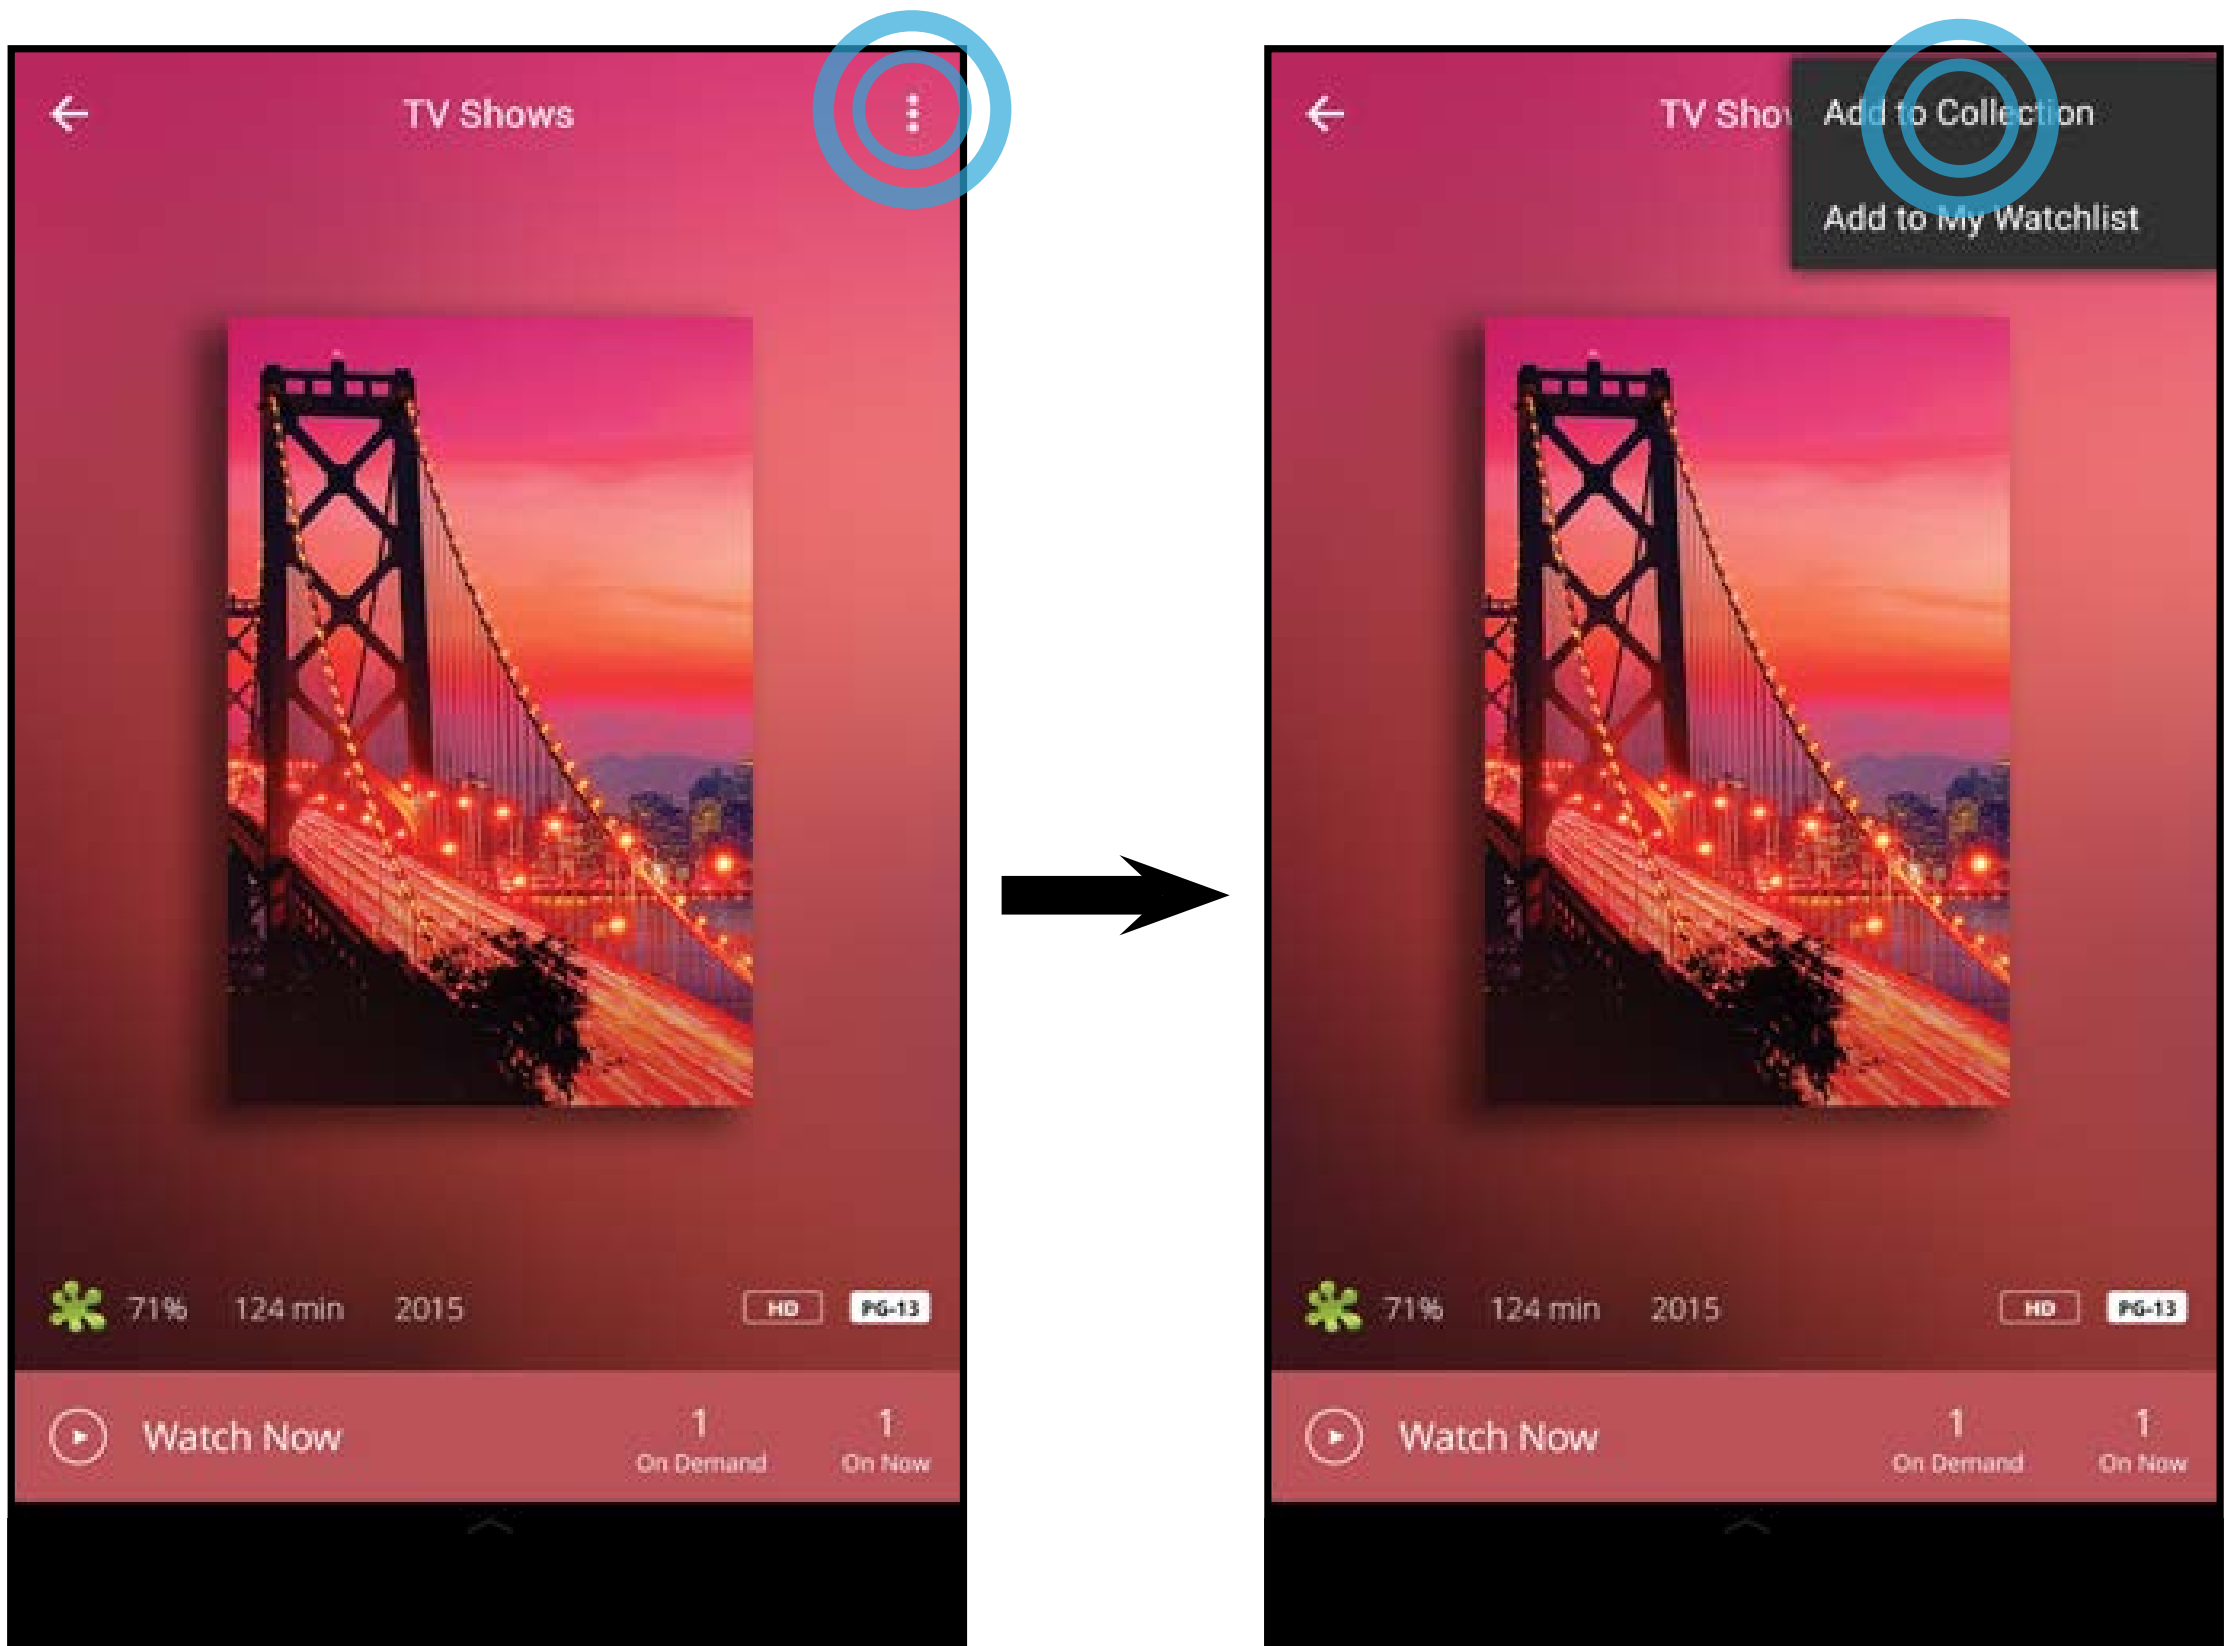 TV Shows
71% 124 min 2015 HD PG-13
Watch Now
1 On Demand
1 On Now
TV Sho
Add to Collection
Add to My Watchlist
71% 124 min 2015 HD PG-13
Watch Now
1 On Demand
1 On Now